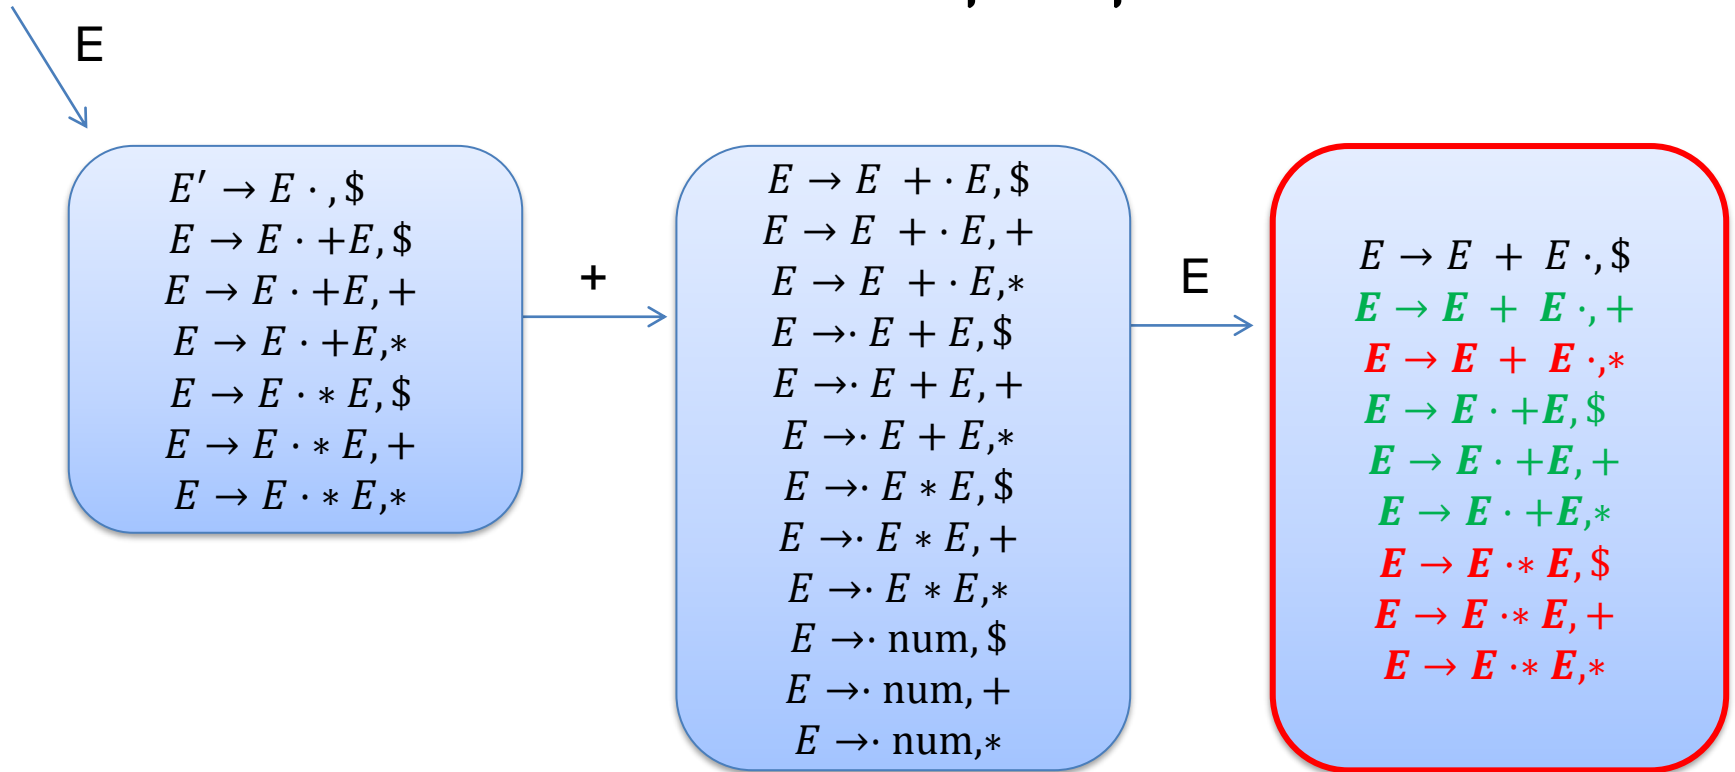 E
E′ → E ⋅ , $
E → E ⋅ +E, $
E → E ⋅ +E, +
E → E ⋅ +E,∗
E → E ⋅ ∗ E, $
E → E ⋅ ∗ E, +
E → E ⋅ ∗ E,∗
+
E → E + ⋅ E, $
E → E + ⋅ E, +
E → E + ⋅ E,∗
E →⋅ E + E, $
E →⋅ E + E, +
E →⋅ E + E,∗
E →⋅ E ∗ E, $
E →⋅ E ∗ E, +
E →⋅ E ∗ E,∗
E →⋅ num, $
E →⋅ num, +
E →⋅ num,∗
E
E → E + E ⋅, $
E → E + E ⋅, +
E → E + E ⋅,∗
E → E ⋅ +E, $
E → E ⋅ +E, +
E → E ⋅ +E,∗
E → E ⋅∗ E, $
E → E ⋅∗ E, +
E → E ⋅∗ E,∗